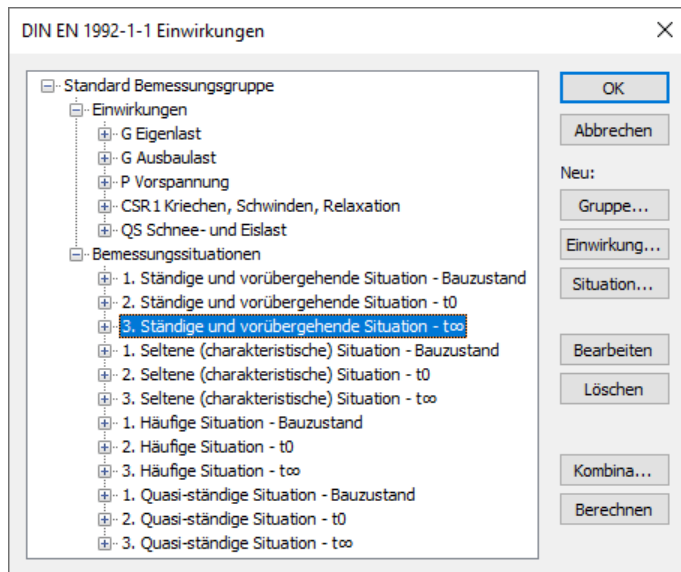 DIN EN 1992-1-1 Einwirkungen
Standard Bemessungsgruppe
Einwirkungen
G Eigenlast
G Ausbaulast
P Vorspannung
CSR1 Kriechen, Schwinden, Relaxation
QS Schnee- und Eislast
Bemessungssituationen
1. Ständige und vorübergehende Situation - Bauzustand
2. Ständige und vorübergehende Situation - t0
3. Ständige und vorübergehende Situation - t∞
1. Seltene (charakteristische) Situation - Bauzustand
2. Seltene (charakteristische) Situation - t0
3. Seltene (charakteristische) Situation - t∞
1. Häufige Situation - Bauzustand
2. Häufige Situation - t0
3. Häufige Situation - t∞
1. Quasi-ständige Situation - Bauzustand
2. Quasi-ständige Situation - t0
3. Quasi-ständige Situation - t∞
OK
Abbrechen
Neu:
Gruppe...
Einwirkung...
Situation...
Bearbeiten
Löschen
Kombina...
Berechnen